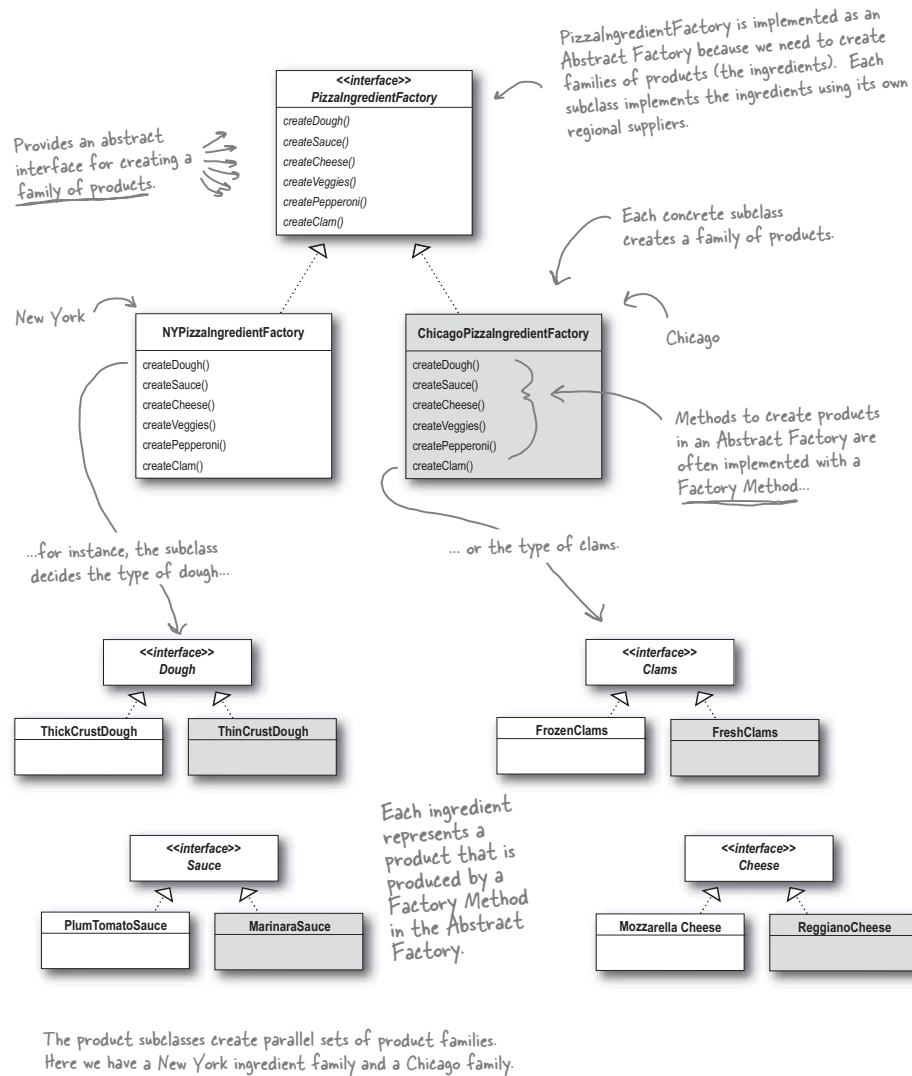 PizzaIngredientFactory is implemented as an
Abstract Factory because we need to create
families of products (the ingredients). Each
subclass implements the ingredients using its own
regional suppliers.
<<interface>>
PizzaIngredientFactory
createDough()
createSauce()
createCheese()
createVeggies()
createPepperoni()
createClam()
Provides an abstract
interface for creating a
family of products.
Each concrete subclass
creates a family of products.
New York
NYPizzaIngredientFactory
createDough()
createSauce()
createCheese()
createVeggies()
createPepperoni()
createClam()
ChicagoPizzaIngredientFactory
createDough()
createSauce()
createCheese()
createVeggies()
createPepperoni()
createClam()
Chicago
Methods to create products
in an Abstract Factory are
often implemented with a
Factory Method...
...for instance, the subclass
decides the type of dough...
... or the type of clams.
<<interface>>
Dough
ThickCrustDough
ThinCrustDough
<<interface>>
Clams
FrozenClams
FreshClams
<<interface>>
Sauce
PlumTomatoSauce
MarinaraSauce
Each ingredient
represents a
product that is
produced by a
Factory Method
in the Abstract
Factory.
<<interface>>
Cheese
Mozzarella Cheese
ReggianoCheese
The product subclasses create parallel sets of product families.
Here we have a New York ingredient family and a Chicago family.